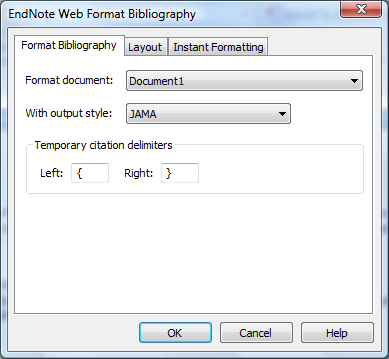 EndNote Web Format Bibliography
Format Bibliography Layout Instant Formatting
Format document: Document1
With output style: JAMA
Temporary citation delimiters
Left: { Right: }
OK Cancel Help